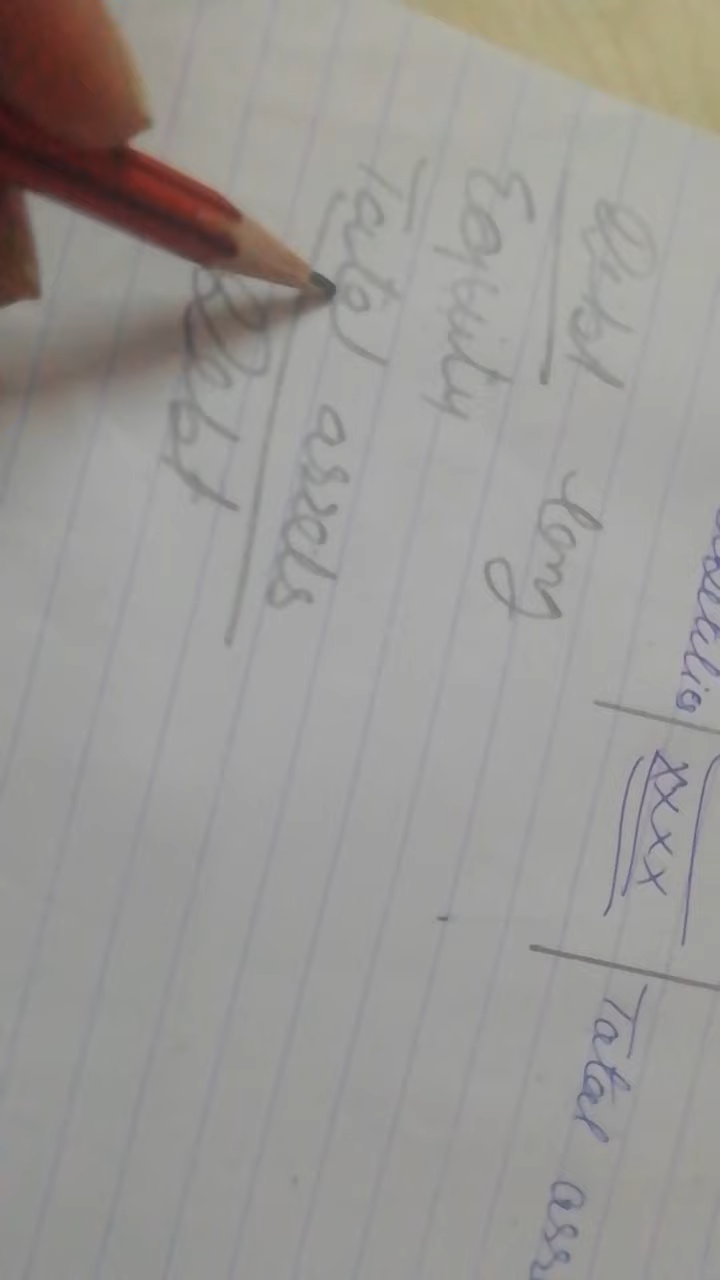 xxxx Total ass
Debt long
Equity
Total assets
Debt